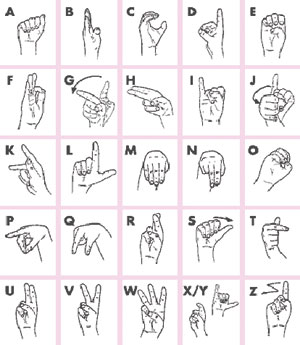 A B C D E
F G H I J
K L M N O
P Q R S T
U V W X/Y Z